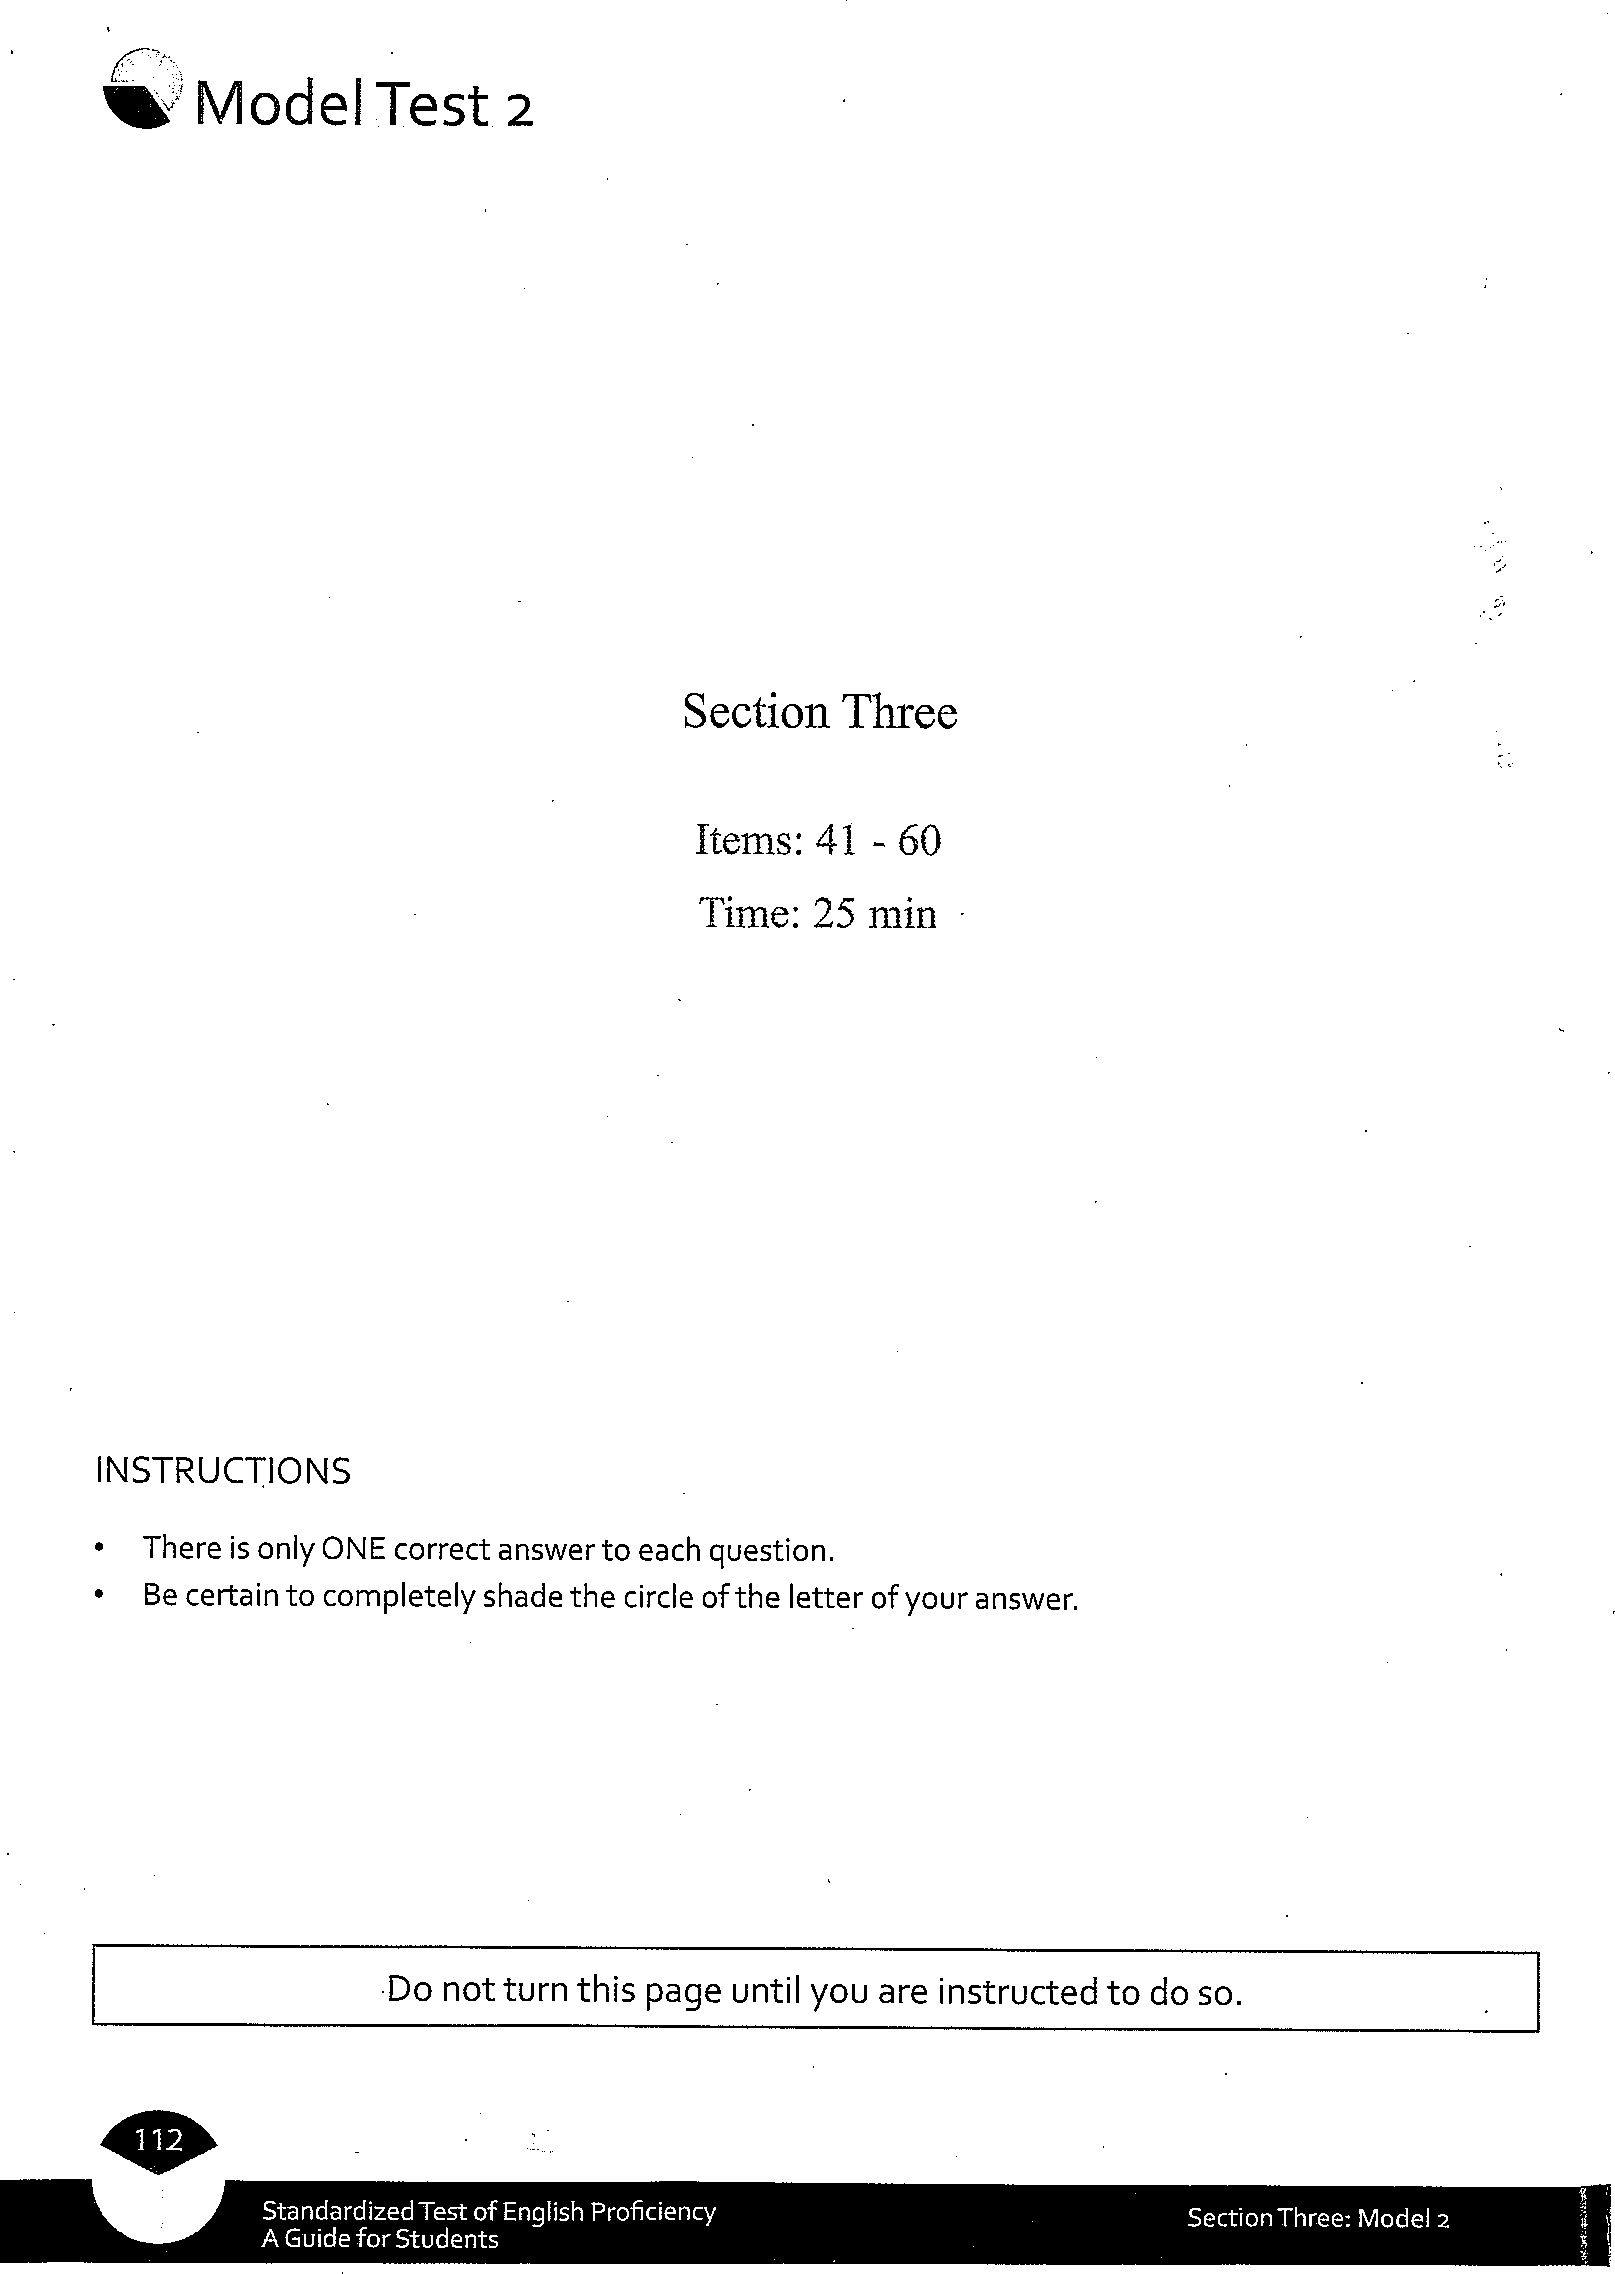 Model Test 2
Section Three
Items: 41 - 60
Time: 25 min
INSTRUCTIONS
• There is only ONE correct answer to each question.
• Be certain to completely shade the circle of the letter of your answer.
Do not turn this page until you are instructed to do so.
112
Standardized Test of English Proficiency
A Guide for Students
Section Three: Model 2